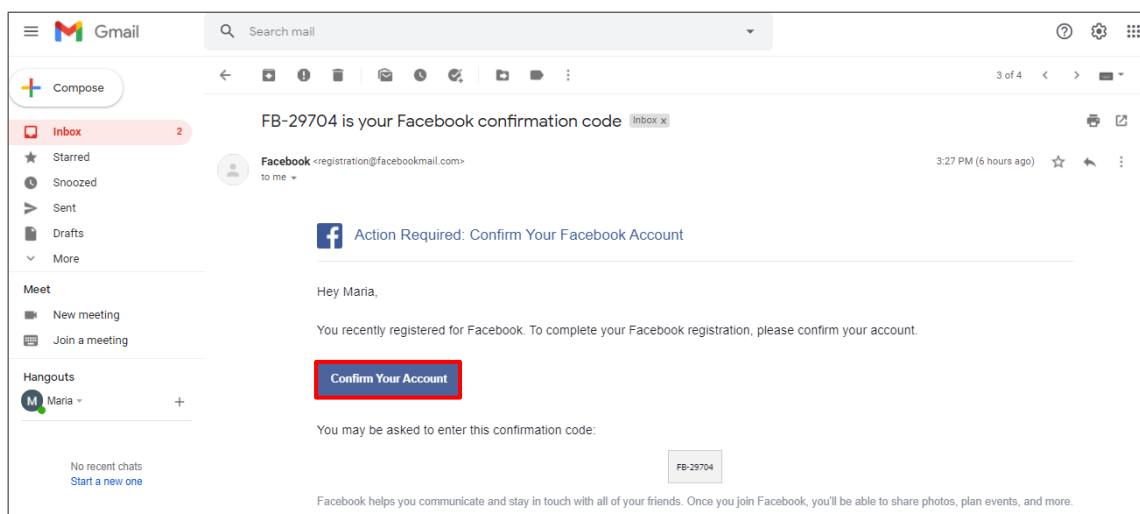 Gmail
Search mail
Compose
3 of 4
Inbox 2
Starred
Snoozed
Sent
Drafts
More
Meet
New meeting
Join a meeting
Hangouts
M Maria
No recent chats
Start a new one
FB-29704 is your Facebook confirmation code Inbox x
Facebook <registration@facebookmail.com> 3:27 PM (6 hours ago)
to me
f Action Required: Confirm Your Facebook Account
Hey Maria,
You recently registered for Facebook. To complete your Facebook registration, please confirm your account.
Confirm Your Account
You may be asked to enter this confirmation code:
FB-29704
Facebook helps you communicate and stay in touch with all of your friends. Once you join Facebook, you'll be able to share photos, plan events, and more.